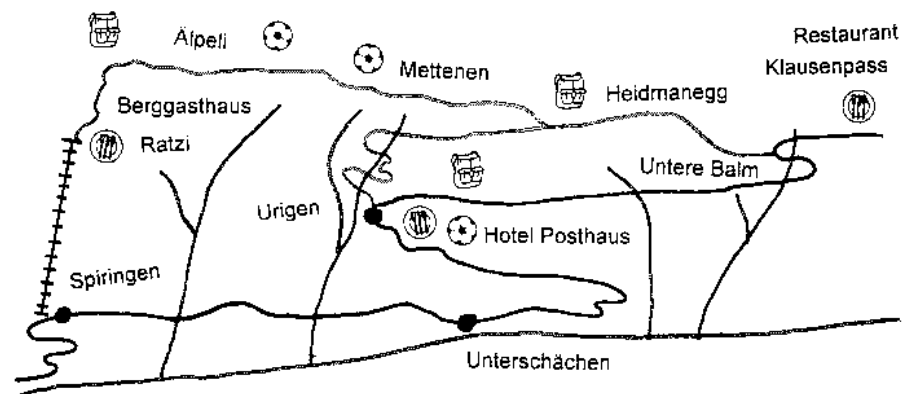 Älpeli
Mettenen
Restaurant
Klausenpass
Heidmanegg
Berggasthaus
Ratzi
Untere Balm
Urigen
Hotel Posthaus
Spiringen
Unterschächen